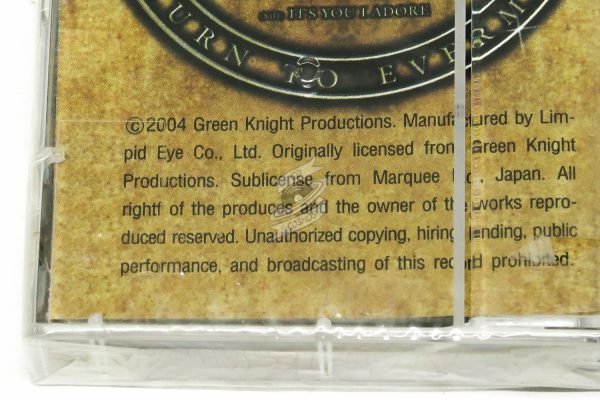 XIII IT'S YOU I ADORE
URN TO EVERM
©2004 Green Knight Productions. Manufactured by Lim-
pid Eye Co., Ltd. Originally licensed from Green Knight
Productions. Sublicense from Marquee Inc., Japan. All
rightf of the produces and the owner of the works repro-
duced reserved. Unauthorized copying, hiring, lending, public
performance, and broadcasting of this record prohibited.